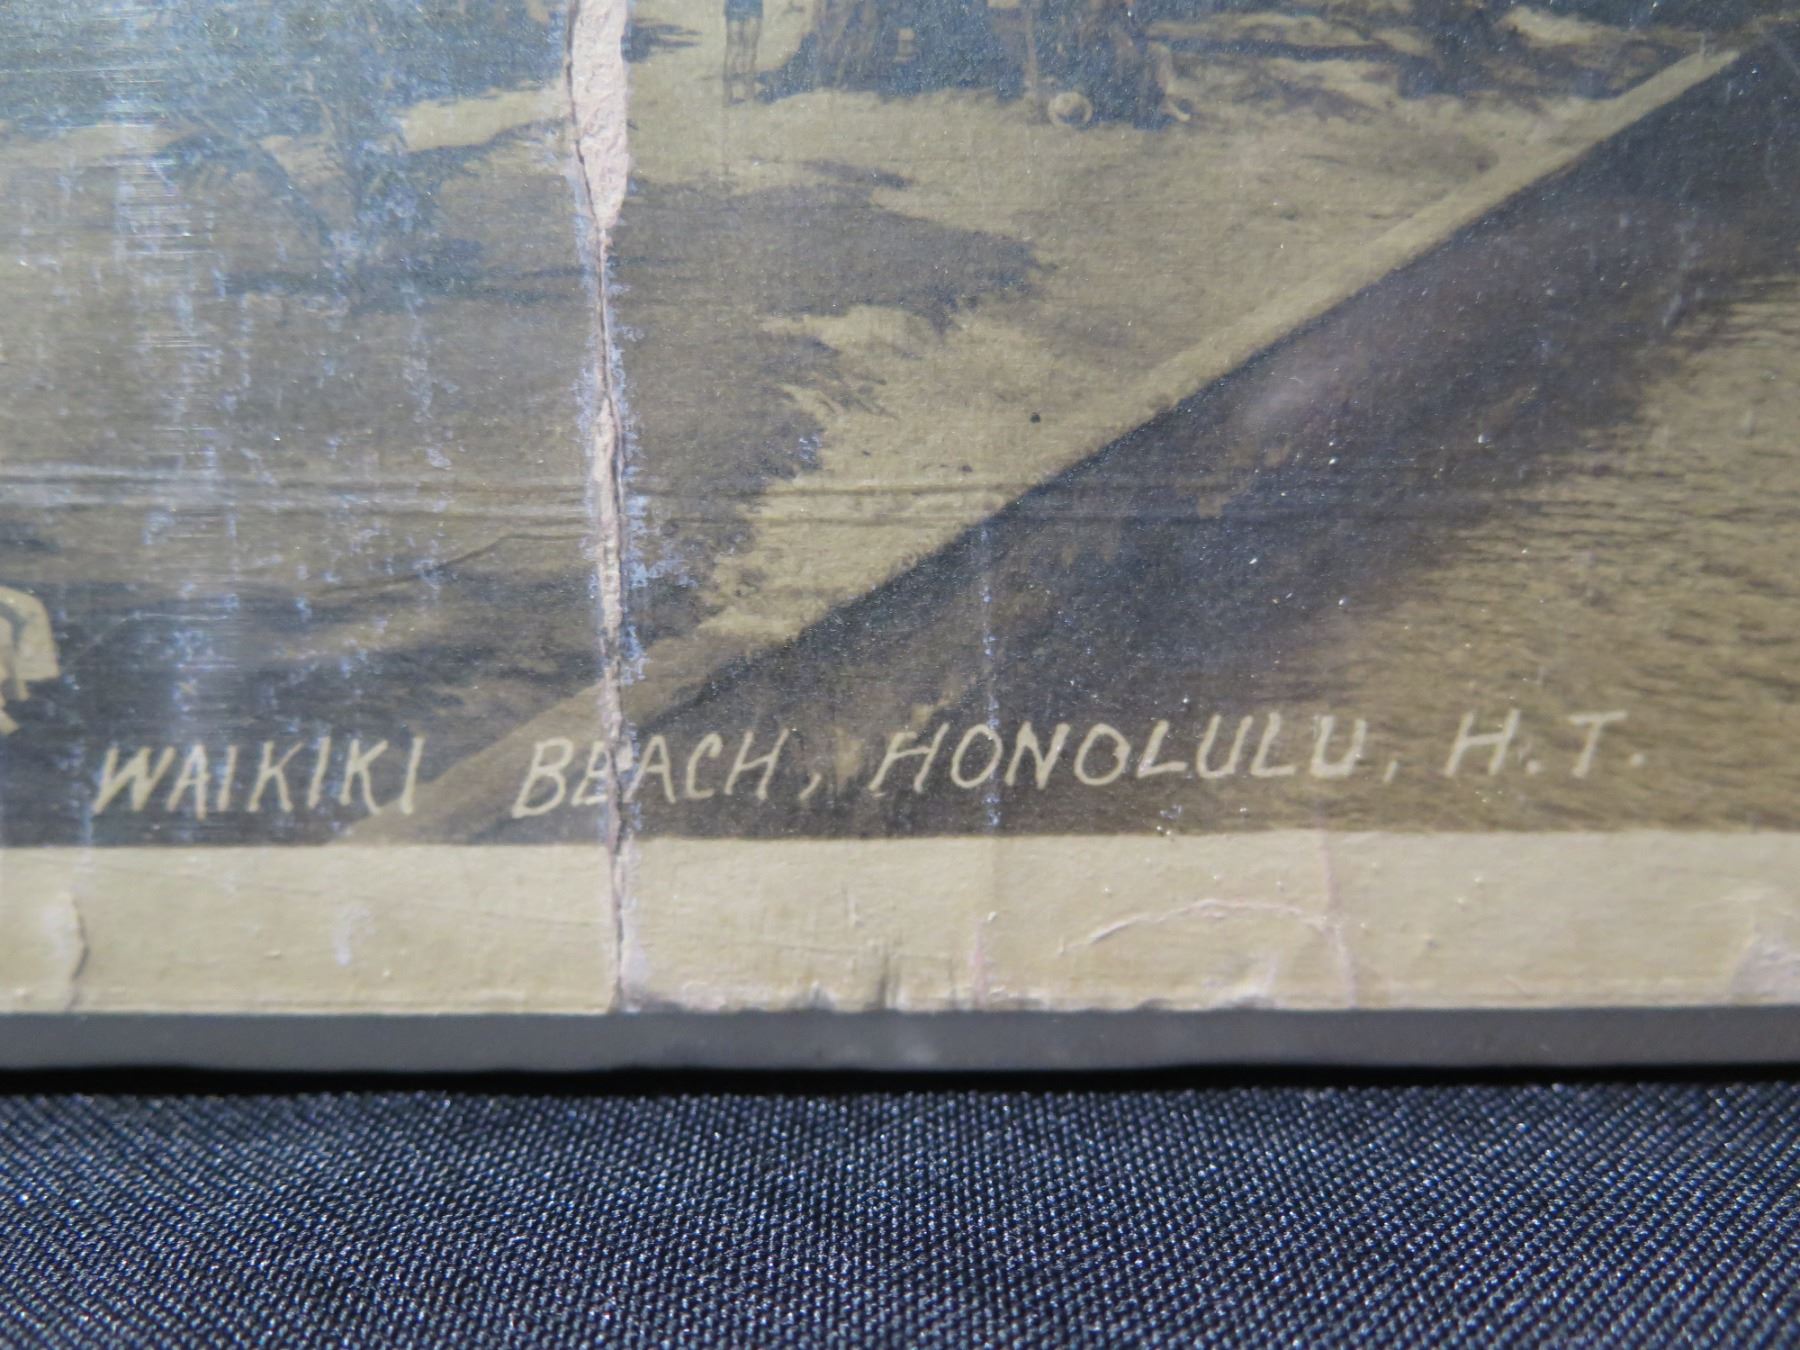 WAIKIKI BEACH, HONOLULU, H.T.